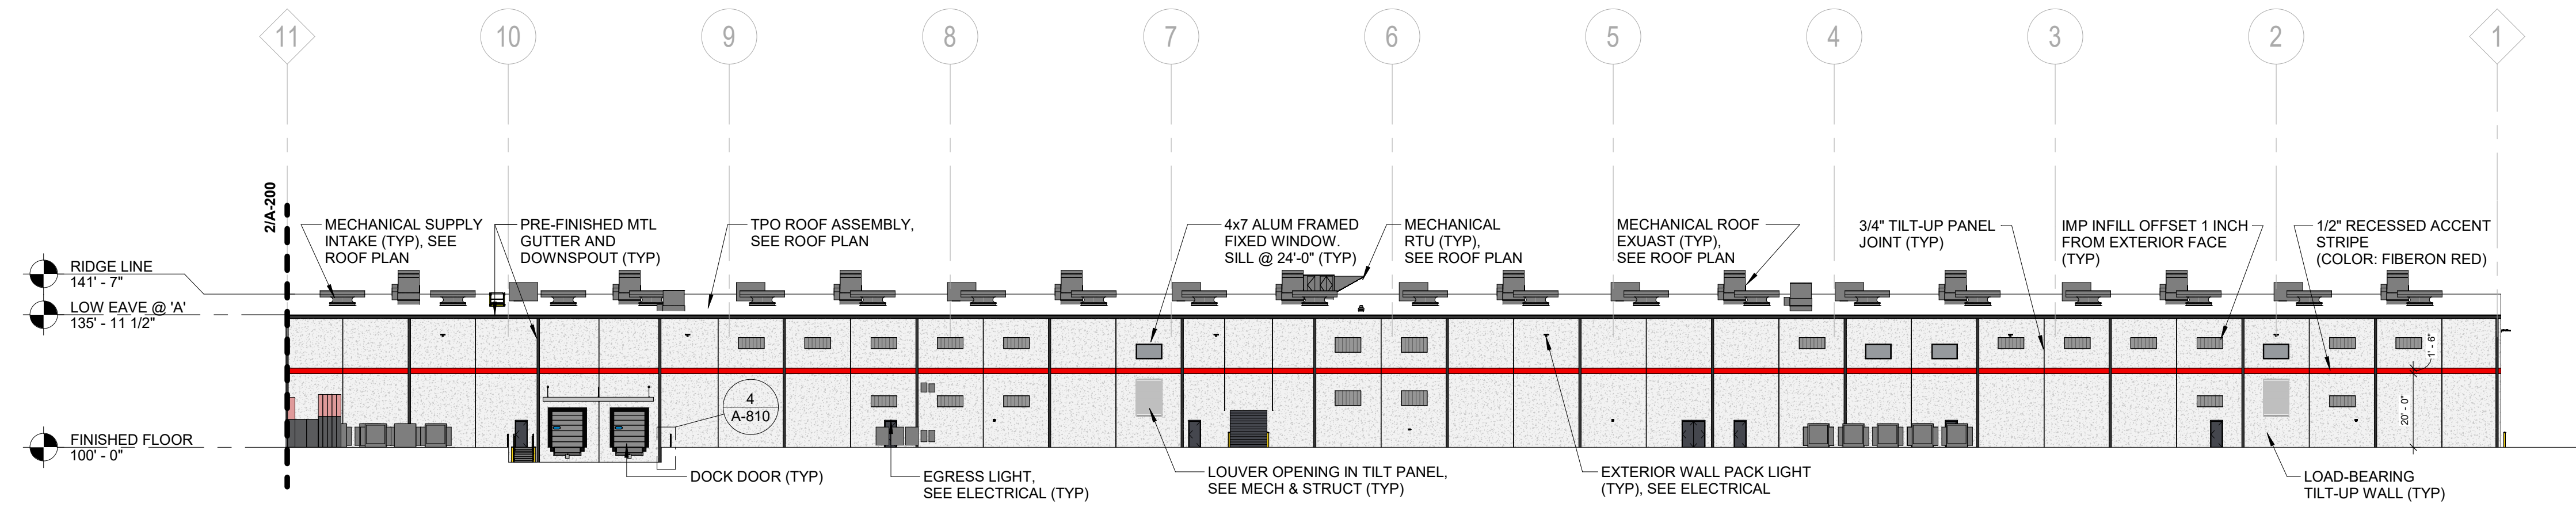 11
10
9
8
7
6
5
4
3
2
1
2/A-200
MECHANICAL SUPPLY
INTAKE (TYP), SEE
ROOF PLAN
PRE-FINISHED MTL
GUTTER AND
DOWNSPOUT (TYP)
TPO ROOF ASSEMBLY,
SEE ROOF PLAN
4x7 ALUM FRAMED
FIXED WINDOW.
SILL @ 24'-0" (TYP)
MECHANICAL
RTU (TYP),
SEE ROOF PLAN
MECHANICAL ROOF
EXUAST (TYP),
SEE ROOF PLAN
3/4" TILT-UP PANEL
JOINT (TYP)
IMP INFILL OFFSET 1 INCH
FROM EXTERIOR FACE
(TYP)
1/2" RECESSED ACCENT
STRIPE
(COLOR: FIBERON RED)
RIDGE LINE
141' - 7"
LOW EAVE @ 'A'
135' - 11 1/2"
1' - 6"
20' - 0"
4
A-810
FINISHED FLOOR
100' - 0"
DOCK DOOR (TYP)
EGRESS LIGHT,
SEE ELECTRICAL (TYP)
LOUVER OPENING IN TILT PANEL,
SEE MECH & STRUCT (TYP)
EXTERIOR WALL PACK LIGHT
(TYP), SEE ELECTRICAL
LOAD-BEARING
TILT-UP WALL (TYP)